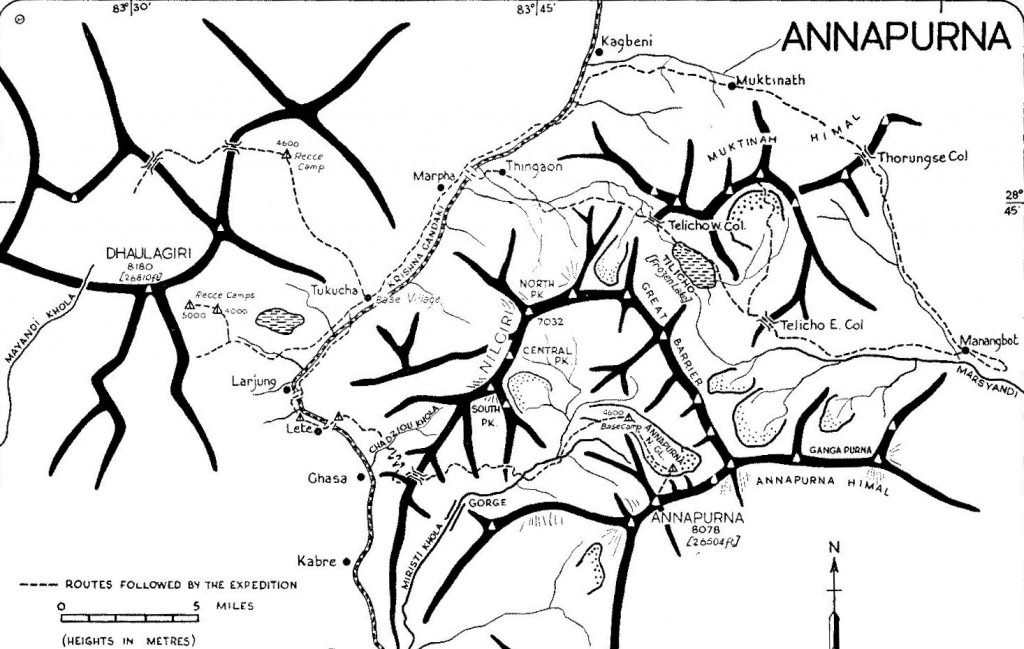 83° 30'
83° 45'
ANNAPURNA
Kagbeni
Muktinath
MUKTINAH HIMAL
4600
Recce
Camp
Marpha
Thingaon
Thorungse Col
28°
45'
KRISHNA GANDAKI
Telicho W. Col.
DHAULAGIRI
8180
[26810ft]
TILICHO
[Frozen Lake]
NORTH
PK.
GREAT BARRIER
Tukucha
Base Village
Recce Camps
5000
4000
7032
Telicho E. Col
MAYANDI KHOLA
NILGIRI
CENTRAL
PK.
Manangbot
MARSYANDI
Larjung
CHADZIOU KHOLA
SOUTH
PK.
4600
Base Camp
ANNAPURNA
N. GL.
Lete
GANGA PURNA
Ghasa
ANNAPURNA HIMAL
GORGE
ANNAPURNA
8078
[26504ft]
MIRISTI KHOLA
Kabre
N
ROUTES FOLLOWED BY THE EXPEDITION
0 5 MILES
(HEIGHTS IN METRES)